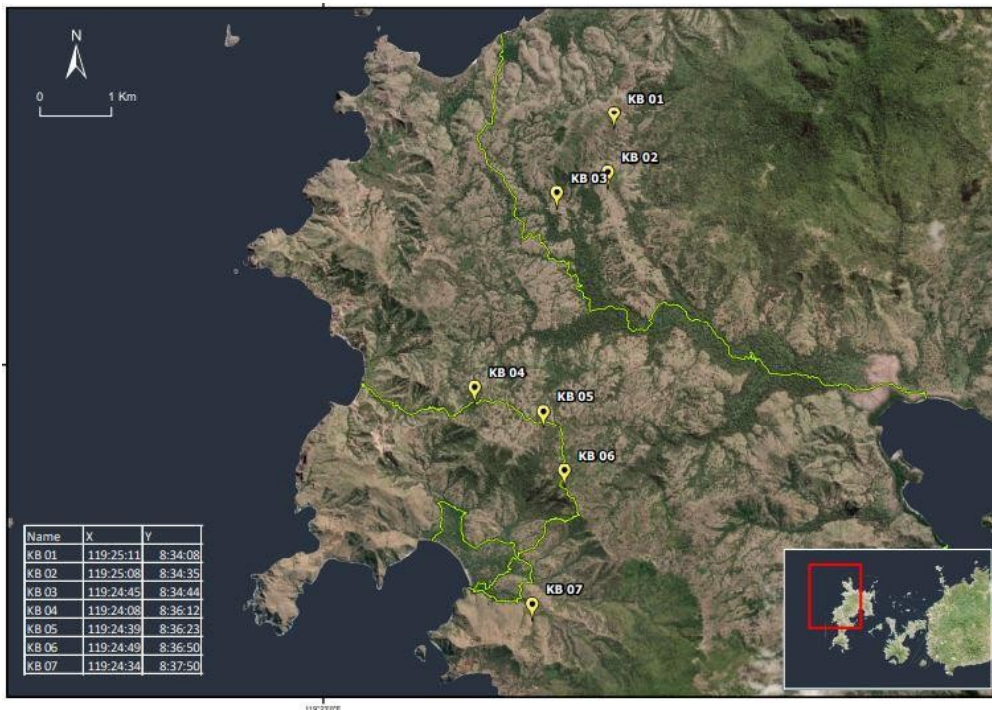 N
0 1 Km
KB 01
KB 02
KB 03
KB 04
KB 05
KB 06
KB 07
Name X Y
KB 01 119:25:11 8:34:08
KB 02 119:25:08 8:34:35
KB 03 119:24:45 8:34:44
KB 04 119:24:08 8:36:12
KB 05 119:24:39 8:36:23
KB 06 119:24:49 8:36:50
KB 07 119:24:34 8:37:50